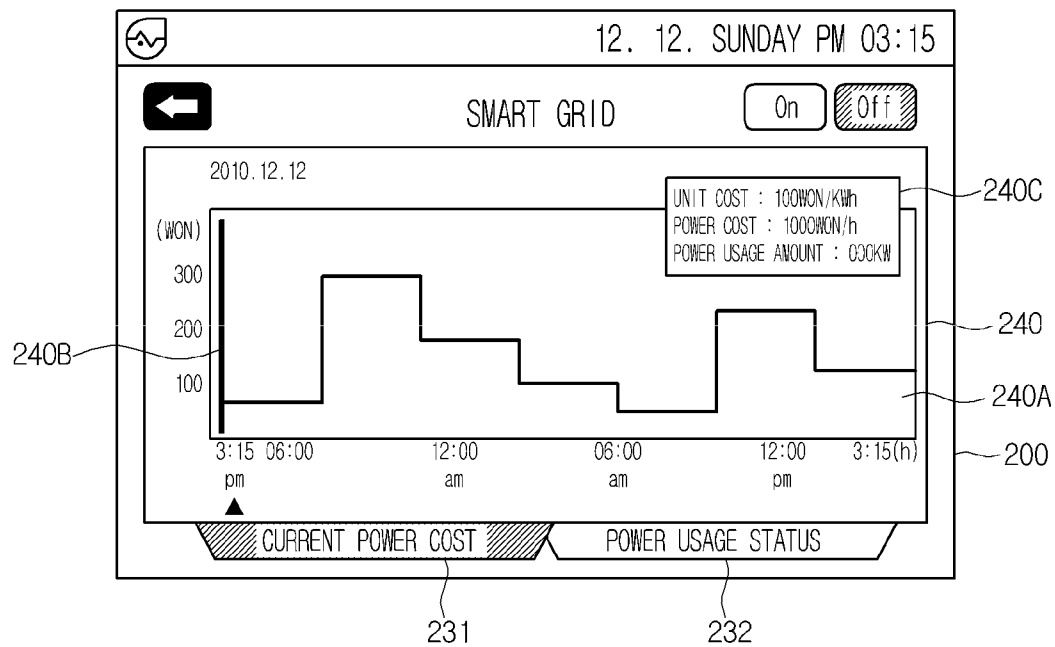 12. 12. SUNDAY PM 03:15
SMART GRID
On
Off
2010.12.12
UNIT COST : 100WON/KWh
POWER COST : 1000WON/h
POWER USAGE AMOUNT : 000KW
240C
(WON)
300
200
100
240B
240
240A
200
3:15 06:00 12:00 06:00 12:00 3:15(h)
pm am am pm
CURRENT POWER COST
POWER USAGE STATUS
231
232